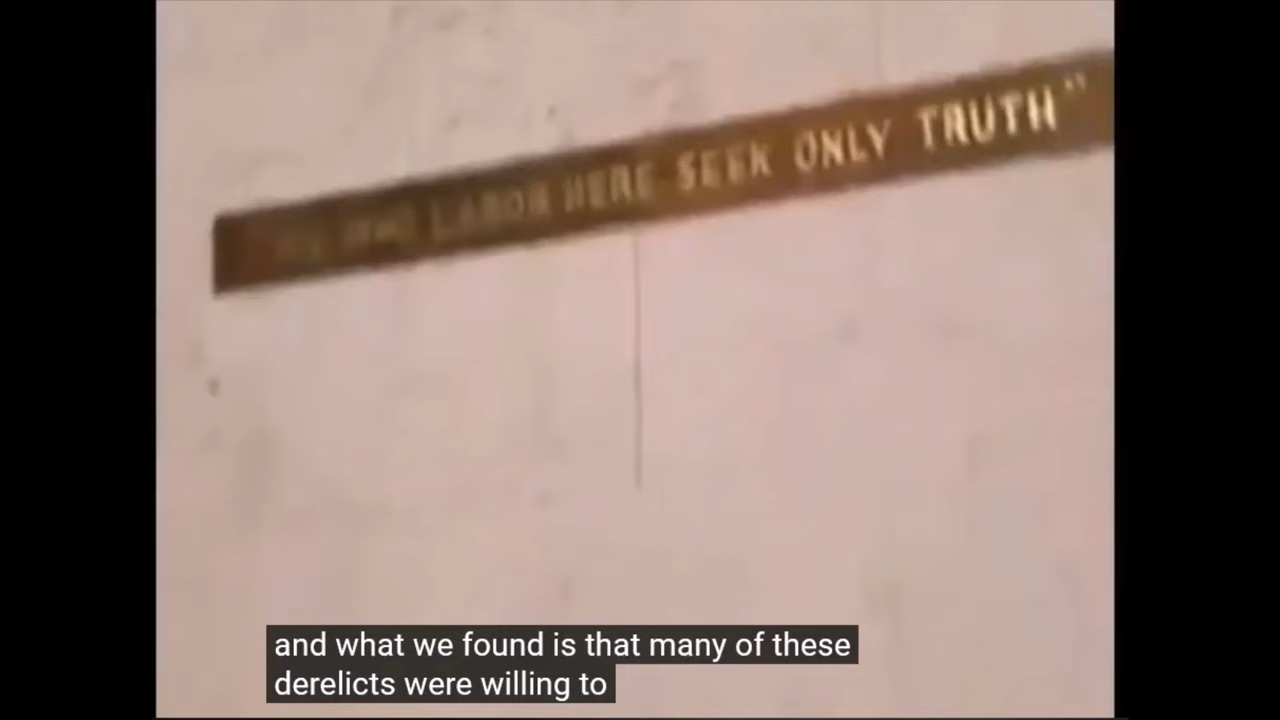 LABOR HERE SEEK ONLY TRUTH"
and what we found is that many of these
derelicts were willing to